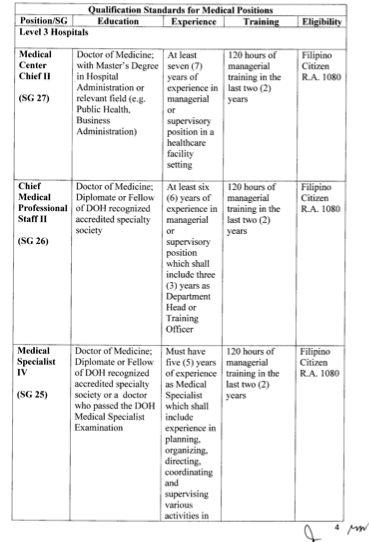 Qualification Standards for Medical Positions
Position/SG Education Experience Training Eligibility
Level 3 Hospitals
Medical Center Chief II (SG 27)
Doctor of Medicine; with Master's Degree in Hospital Administration or relevant field (e.g. Public Health, Business Administration)
At least seven (7) years of experience in managerial or supervisory position in a healthcare facility setting
120 hours of managerial training in the last two (2) years
Filipino Citizen R.A. 1080
Chief Medical Professional Staff II (SG 26)
Doctor of Medicine; Diplomate or Fellow of DOH recognized accredited specialty society
At least six (6) years of experience in managerial or supervisory position which shall include three (3) years as Department Head or Training Officer
120 hours of managerial training in the last two (2) years
Filipino Citizen R.A. 1080
Medical Specialist IV (SG 25)
Doctor of Medicine; Diplomate or Fellow of DOH recognized accredited specialty society or a doctor who passed the DOH Medical Specialist Examination
Must have five (5) years of experience as Medical Specialist which shall include experience in planning, organizing, directing, coordinating and supervising various activities in
120 hours of managerial training in the last two (2) years
Filipino Citizen R.A. 1080
4